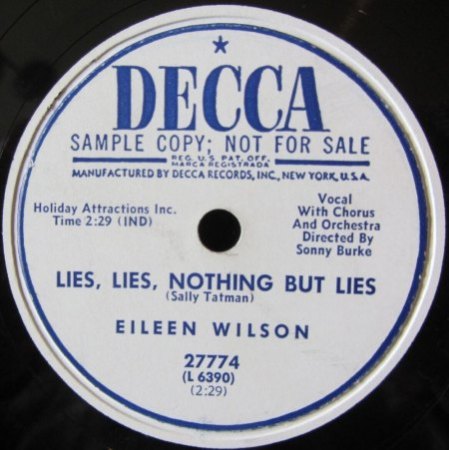 DECCA
SAMPLE COPY; NOT FOR SALE
REG. U.S. PAT. OFF.
MARCA REGISTRADA
MANUFACTURED BY DECCA RECORDS, INC., NEW YORK, U.S.A.
Holiday Attractions Inc.
Time 2:29 (IND)
Vocal
With Chorus
And Orchestra
Directed By
Sonny Burke
LIES, LIES, NOTHING BUT LIES
(Sally Tatman)
EILEEN WILSON
27774
(L 6390)
(2:29)